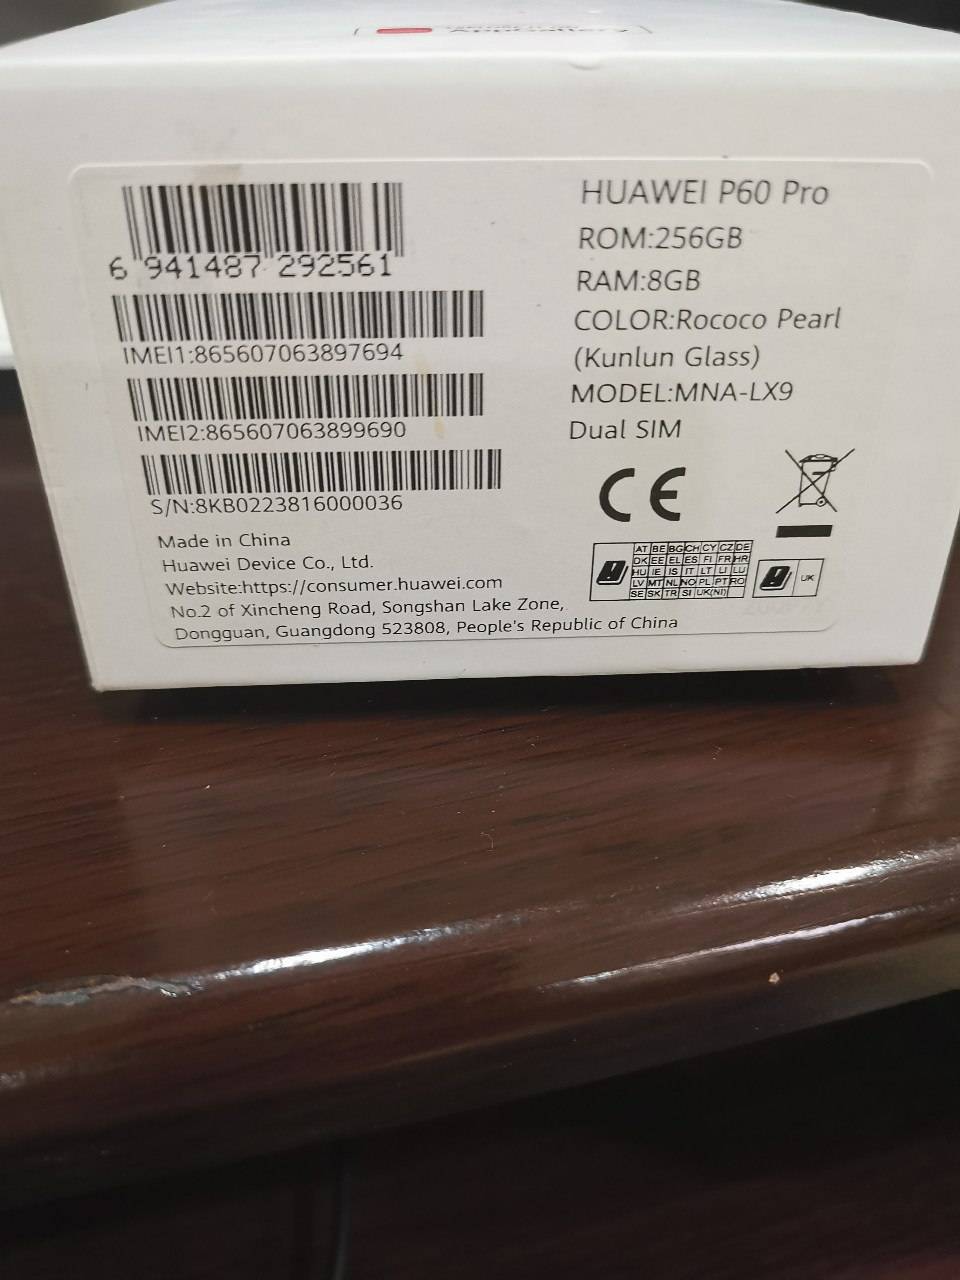 AppGallery
6 941487 292561
IMEI1:865607063897694
IMEI2:865607063899690
S/N:8KB0223816000036
Made in China
Huawei Device Co., Ltd.
Website:https://consumer.huawei.com
No.2 of Xincheng Road, Songshan Lake Zone,
Dongguan, Guangdong 523808, People's Republic of China
HUAWEI P60 Pro
ROM:256GB
RAM:8GB
COLOR:Rococo Pearl
(Kunlun Glass)
MODEL:MNA-LX9
Dual SIM
CE
AT BE BG CH CY CZ DE
DK EE EL ES FI FR HR
HU IE IS IT LT LI LU
LV MT NL NO PL PT RO
SE SK TR SI UK(NI)
UK